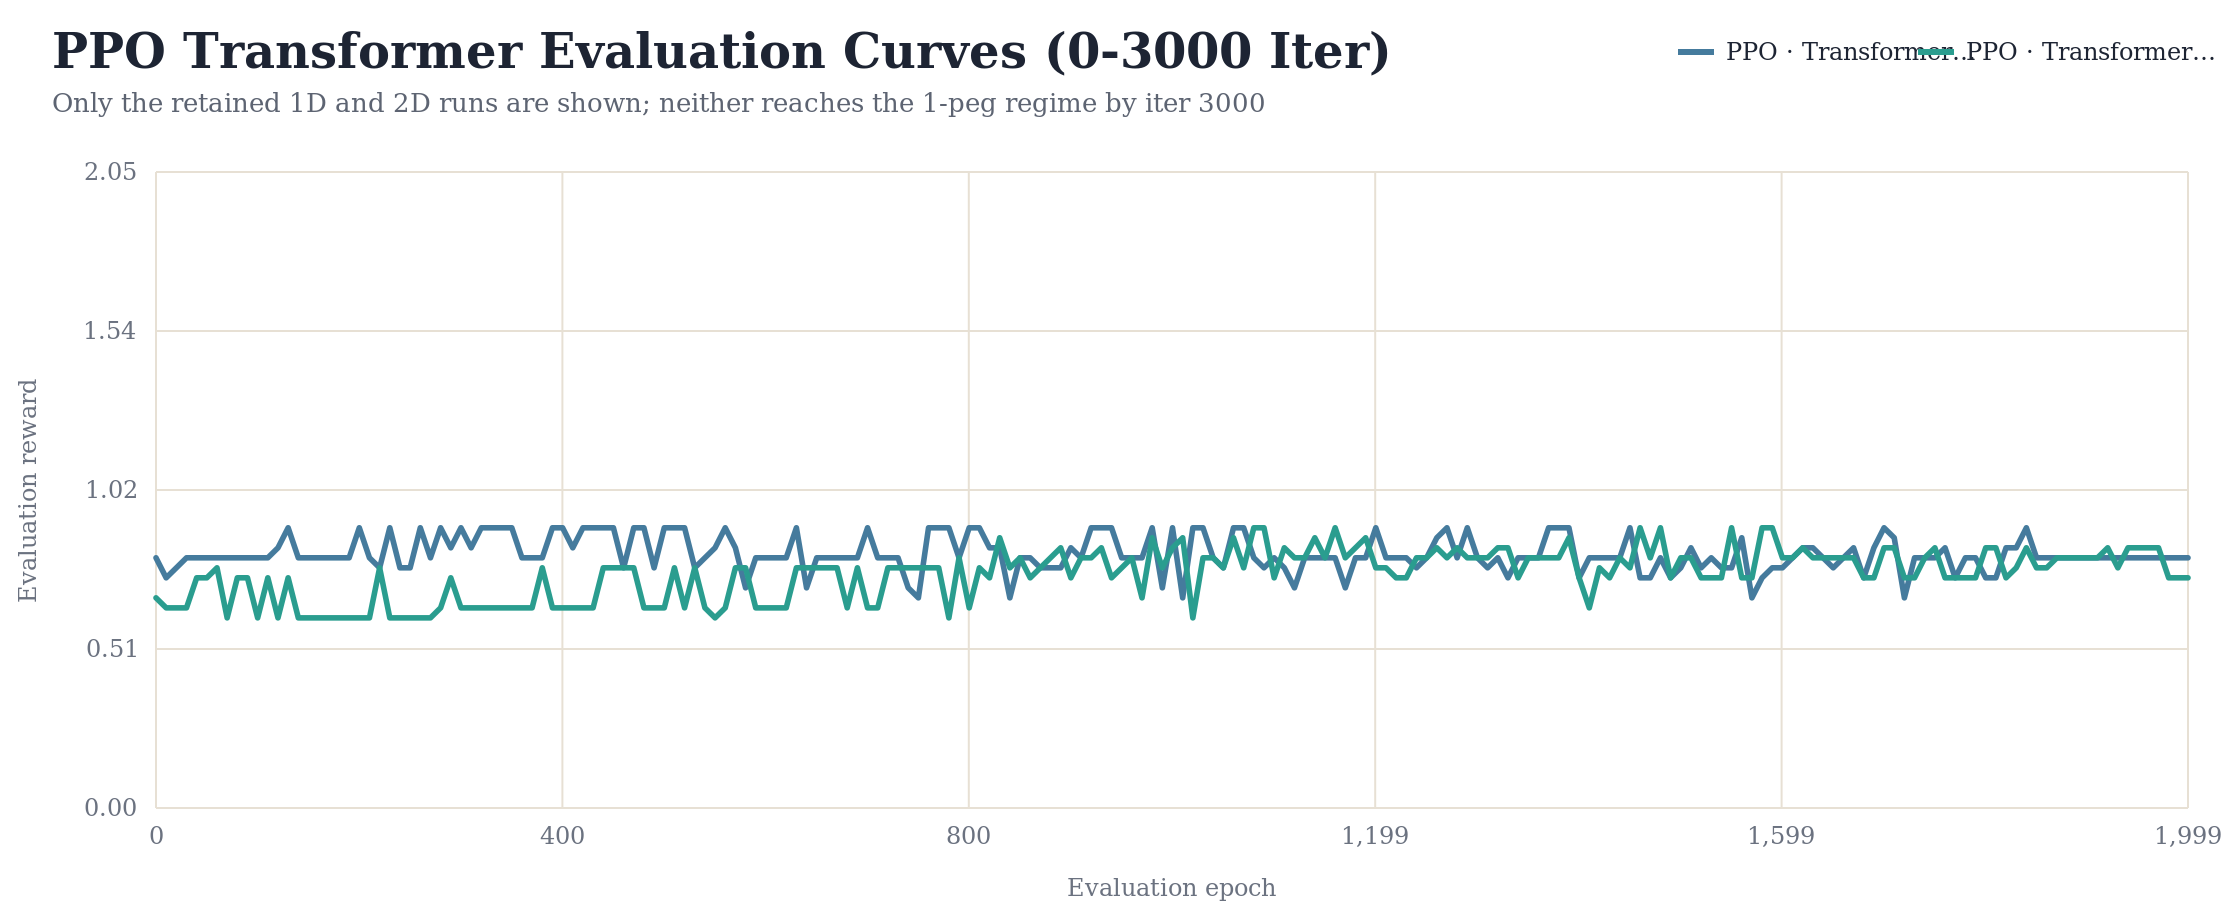 PPO Transformer Evaluation Curves (0-3000 Iter)
PPO · Transformer… PPO · Transformer…
Only the retained 1D and 2D runs are shown; neither reaches the 1-peg regime by iter 3000
2.05
1.54
1.02
0.51
0.00
Evaluation reward
0 400 800 1,199 1,599 1,999
Evaluation epoch